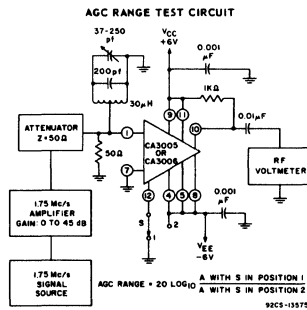 AGC RANGE TEST CIRCUIT
37-250
pf
200pf
30μH
VCC
+6V
0.001
μF
1KΩ
9
11
10
0.01μF
ATTENUATOR
Z=50Ω
50Ω
1
CA3005
OR
CA3006
7
12
4
5
8
RF
VOLTMETER
S
1
2
0.001
μF
VEE
-6V
1.75 Mc/s
AMPLIFIER
GAIN: 0 TO 45 dB
1.75 Mc/s
SIGNAL
SOURCE
AGC RANGE = 20 LOG10 A WITH S IN POSITION 1
A WITH S IN POSITION 2
92CS-13575